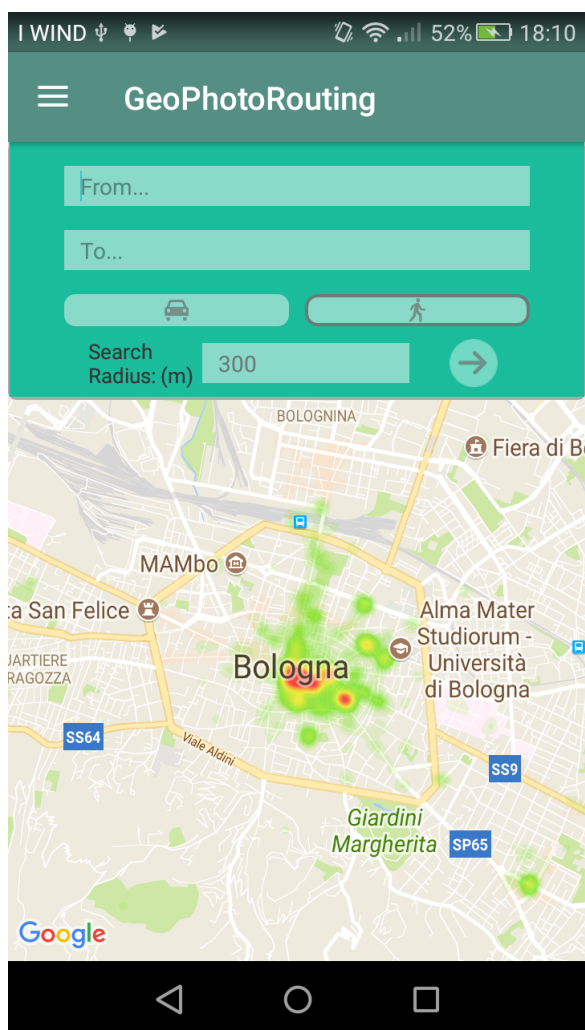 I WIND 52% 18:10
GeoPhotoRouting
From...
To...
Search
Radius: (m)
300
BOLOGNINA
Fiera di B
MAMbo
ta San Felice
Alma Mater
Studiorum -
Università
di Bologna
UARTIERE
RAGOZZA
Bologna
SS64
Viale Aldini
SS9
Giardini
Margherita
SP65
Google